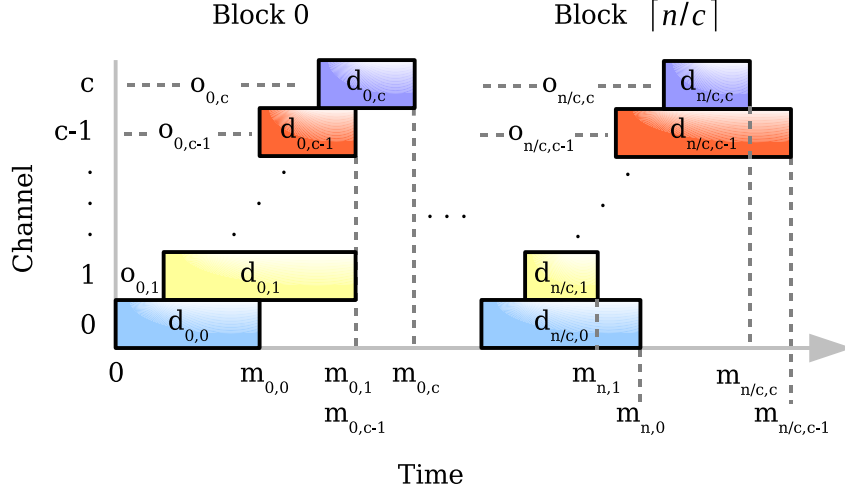 Block 0
Block ⌈n/c⌉
c
o0,c
d0,c
on/c,c
dn/c,c
c-1
o0,c-1
d0,c-1
on/c,c-1
dn/c,c-1
. . .
Channel
1
o0,1
d0,1
dn/c,1
0
d0,0
dn/c,0
0
m0,0
m0,1
m0,c
mn,1
mn/c,c
m0,c-1
mn,0
mn/c,c-1
Time